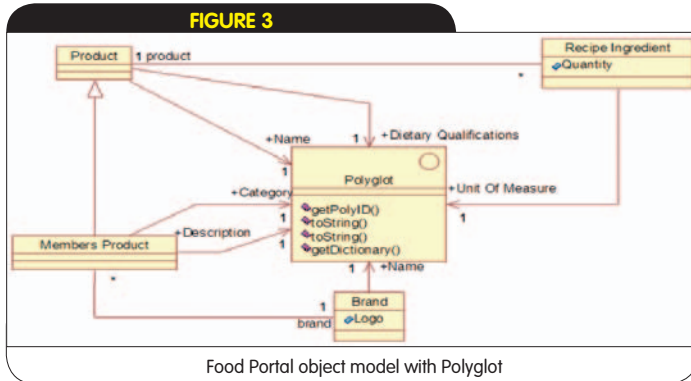 FIGURE 3
Product
1 product
Recipe Ingredient
Quantity
*
+Name
1
+Dietary Qualifications
1
Polyglot
+Category
1
+Unit Of Measure
1
getPolyID()
toString()
toString()
getDictionary()
Members Product
+Description
1
*
1
+Name
1
brand
Brand
Logo
Food Portal object model with Polyglot